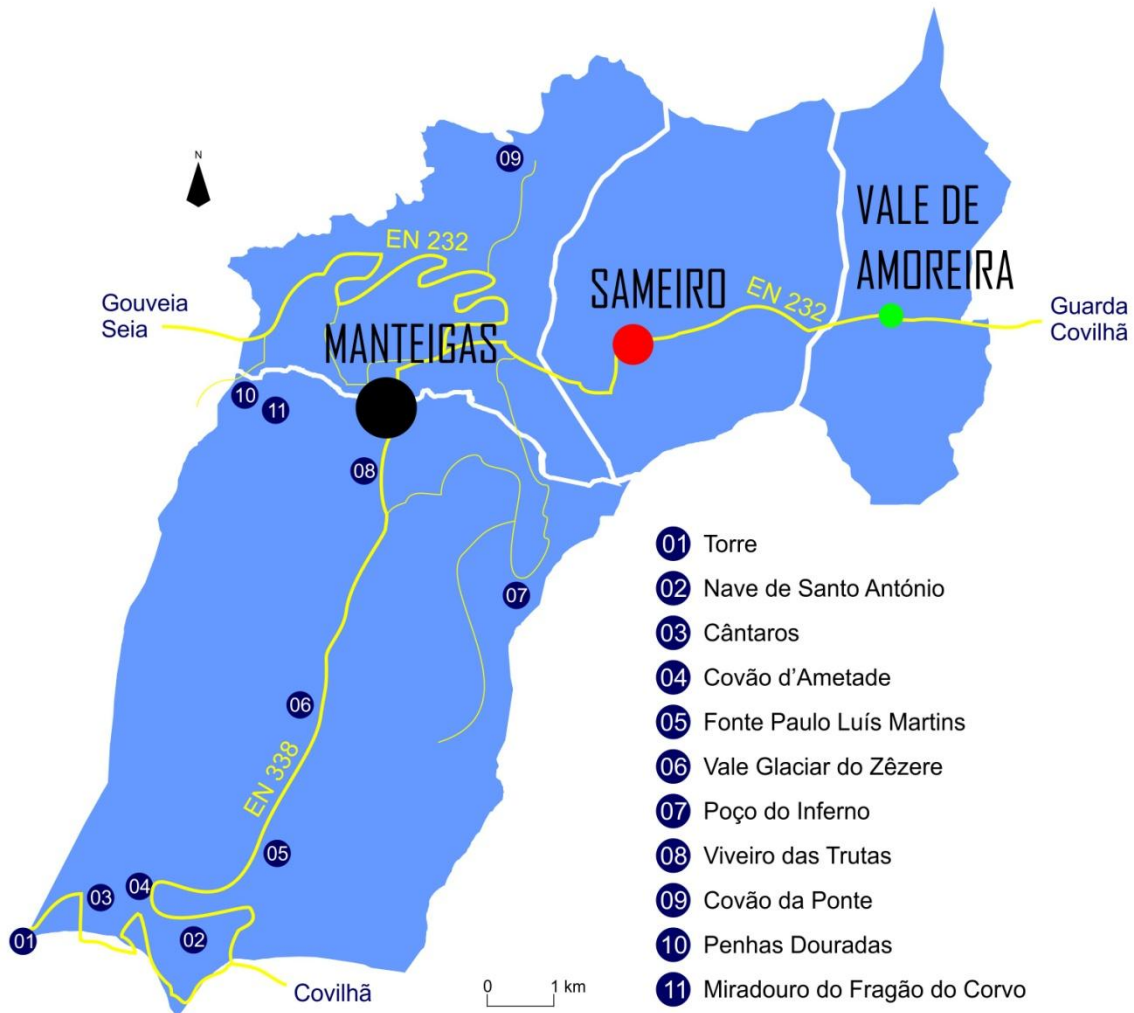 N
09
VALE DE
AMOREIRA
EN 232
SAMEIRO
EN 232
Gouveia
Seia
Guarda
Covilhã
MANTEIGAS
10
11
08
07
06
EN 338
05
04
03
02
01
Covilhã
0 1 km
01 Torre
02 Nave de Santo António
03 Cântaros
04 Covão d’Ametade
05 Fonte Paulo Luís Martins
06 Vale Glaciar do Zêzere
07 Poço do Inferno
08 Viveiro das Trutas
09 Covão da Ponte
10 Penhas Douradas
11 Miradouro do Fragão do Corvo